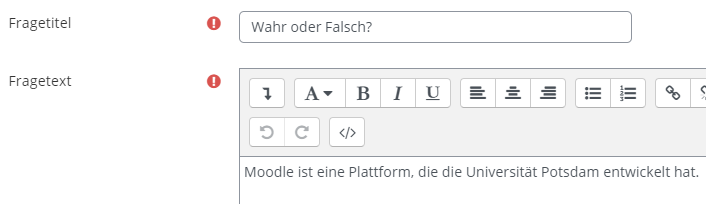 Fragetitel
Wahr oder Falsch?
Fragetext
A B I U
Moodle ist eine Plattform, die die Universität Potsdam entwickelt hat.